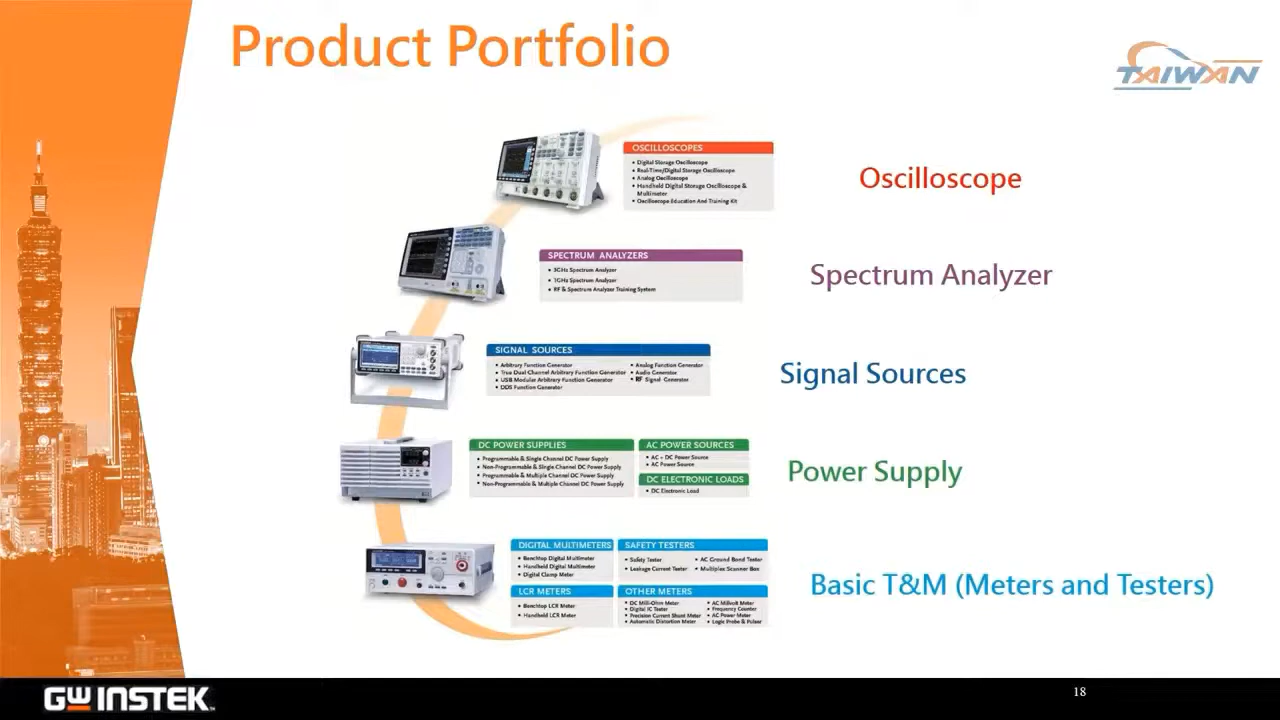 Product Portfolio
TAIWAN
OSCILLOSCOPES
• Digital Storage Oscilloscope
• Real-Time/Digital Storage Oscilloscope
• Analog Oscilloscope
• Handheld Digital Storage Oscilloscope &
Multimeter
• Oscilloscope Education And Training Kit
Oscilloscope
SPECTRUM ANALYZERS
• 3GHz Spectrum Analyzer
• 1GHz Spectrum Analyzer
• RF & Spectrum Analyzer Training System
Spectrum Analyzer
SIGNAL SOURCES
• Arbitrary Function Generator
• True Dual Channel Arbitrary Function Generator
• USB Modular Arbitrary Function Generator
• DDS Function Generator
• Analog Function Generator
• Audio Generator
• RF Signal Generator
Signal Sources
DC POWER SUPPLIES
• Programmable & Single Channel DC Power Supply
• Non-Programmable & Single Channel DC Power Supply
• Programmable & Multiple Channel DC Power Supply
• Non-Programmable & Multiple Channel DC Power Supply
AC POWER SOURCES
• AC + DC Power Source
• AC Power Source
DC ELECTRONIC LOADS
• DC Electronic Load
Power Supply
DIGITAL MULTIMETERS
• Benchtop Digital Multimeter
• Handheld Digital Multimeter
• Digital Clamp Meter
SAFETY TESTERS
• Safety Tester
• Leakage Current Tester
• AC Ground Bond Tester
• Multiplex Scanner Box
LCR METERS
• Benchtop LCR Meter
• Handheld LCR Meter
OTHER METERS
• DC Milli-Ohm Meter
• Digital IC Tester
• Precision Current Shunt Meter
• Automatic Distortion Meter
• AC Millivolt Meter
• Frequency Counter
• AC Power Meter
• Logic Probe & Pulser
Basic T&M (Meters and Testers)
GW INSTEK
18